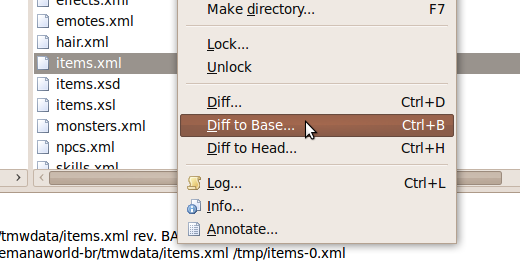 effects.xml
emotes.xml
hair.xml
items.xml
items.xsd
items.xsl
monsters.xml
npcs.xml
skills.xml
Make directory... F7
Lock...
Unlock
Diff... Ctrl+D
Diff to Base... Ctrl+B
Diff to Head... Ctrl+H
Log... Ctrl+L
Info...
Annotate...
/tmwdata/items.xml rev. BA
emanaworld-br/tmwdata/items.xml /tmp/items-0.xml